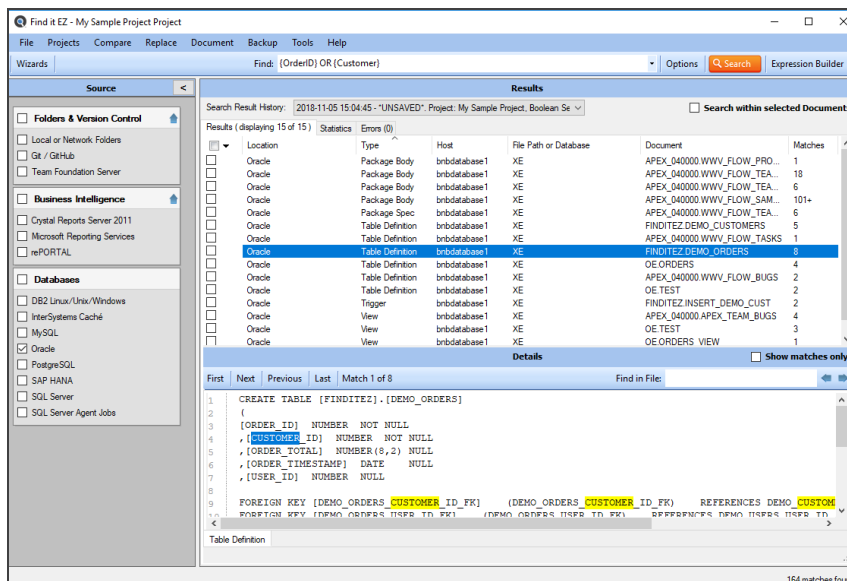 Find it EZ - My Sample Project Project
File Projects Compare Replace Document Backup Tools Help
Wizards Find: {OrderID} OR {Customer} Options Search Expression Builder
Source <
Folders & Version Control
Local or Network Folders
Git / GitHub
Team Foundation Server
Business Intelligence
Crystal Reports Server 2011
Microsoft Reporting Services
rePORTAL
Databases
DB2 Linux/Unix/Windows
InterSystems Caché
MySQL
Oracle
PostgreSQL
SAP HANA
SQL Server
SQL Server Agent Jobs
Results
Search Result History: 2018-11-05 15:04:45 - *UNSAVED*. Project: My Sample Project, Boolean Se Search within selected Document
Results ( displaying 15 of 15 ) Statistics Errors (0)
Location Type Host File Path or Database Document Matches
Oracle Package Body bnbdatabase1 XE APEX_040000.WWV_FLOW_PRO... 1
Oracle Package Body bnbdatabase1 XE APEX_040000.WWV_FLOW_TEA... 18
Oracle Package Body bnbdatabase1 XE APEX_040000.WWV_FLOW_TEA... 6
Oracle Package Body bnbdatabase1 XE APEX_040000.WWV_FLOW_SAM... 101+
Oracle Package Spec bnbdatabase1 XE APEX_040000.WWV_FLOW_TEA... 6
Oracle Table Definition bnbdatabase1 XE FINDITEZ.DEMO_CUSTOMERS 5
Oracle Table Definition bnbdatabase1 XE APEX_040000.WWV_FLOW_TASKS 1
Oracle Table Definition bnbdatabase1 XE FINDITEZ.DEMO_ORDERS 8
Oracle Table Definition bnbdatabase1 XE OE.ORDERS 4
Oracle Table Definition bnbdatabase1 XE APEX_040000.WWV_FLOW_BUGS 2
Oracle Table Definition bnbdatabase1 XE OE.TEST 2
Oracle Trigger bnbdatabase1 XE FINDITEZ.INSERT_DEMO_CUST 2
Oracle View bnbdatabase1 XE APEX_040000.APEX_TEAM_BUGS 4
Oracle View bnbdatabase1 XE OE.TEST 3
Oracle View bnbdatabase1 XE OE.ORDERS_VIEW 1
Details Show matches only
First Next Previous Last Match 1 of 8 Find in File:
1 CREATE TABLE [FINDITEZ].[DEMO_ORDERS]
2 (
3 [ORDER_ID] NUMBER NOT NULL
4 ,[CUSTOMER_ID] NUMBER NOT NULL
5 ,[ORDER_TOTAL] NUMBER(8,2) NULL
6 ,[ORDER_TIMESTAMP] DATE NULL
7 ,[USER_ID] NUMBER NULL
8
9 FOREIGN KEY [DEMO_ORDERS_CUSTOMER_ID_FK] (DEMO_ORDERS_CUSTOMER_ID_FK) REFERENCES DEMO_CUSTOM
10 FOREIGN KEY [DEMO_ORDERS_USER_ID_FK] (DEMO_ORDERS_USER_ID_FK) REFERENCES DEMO_USERS USER_ID
Table Definition
164 matches fou